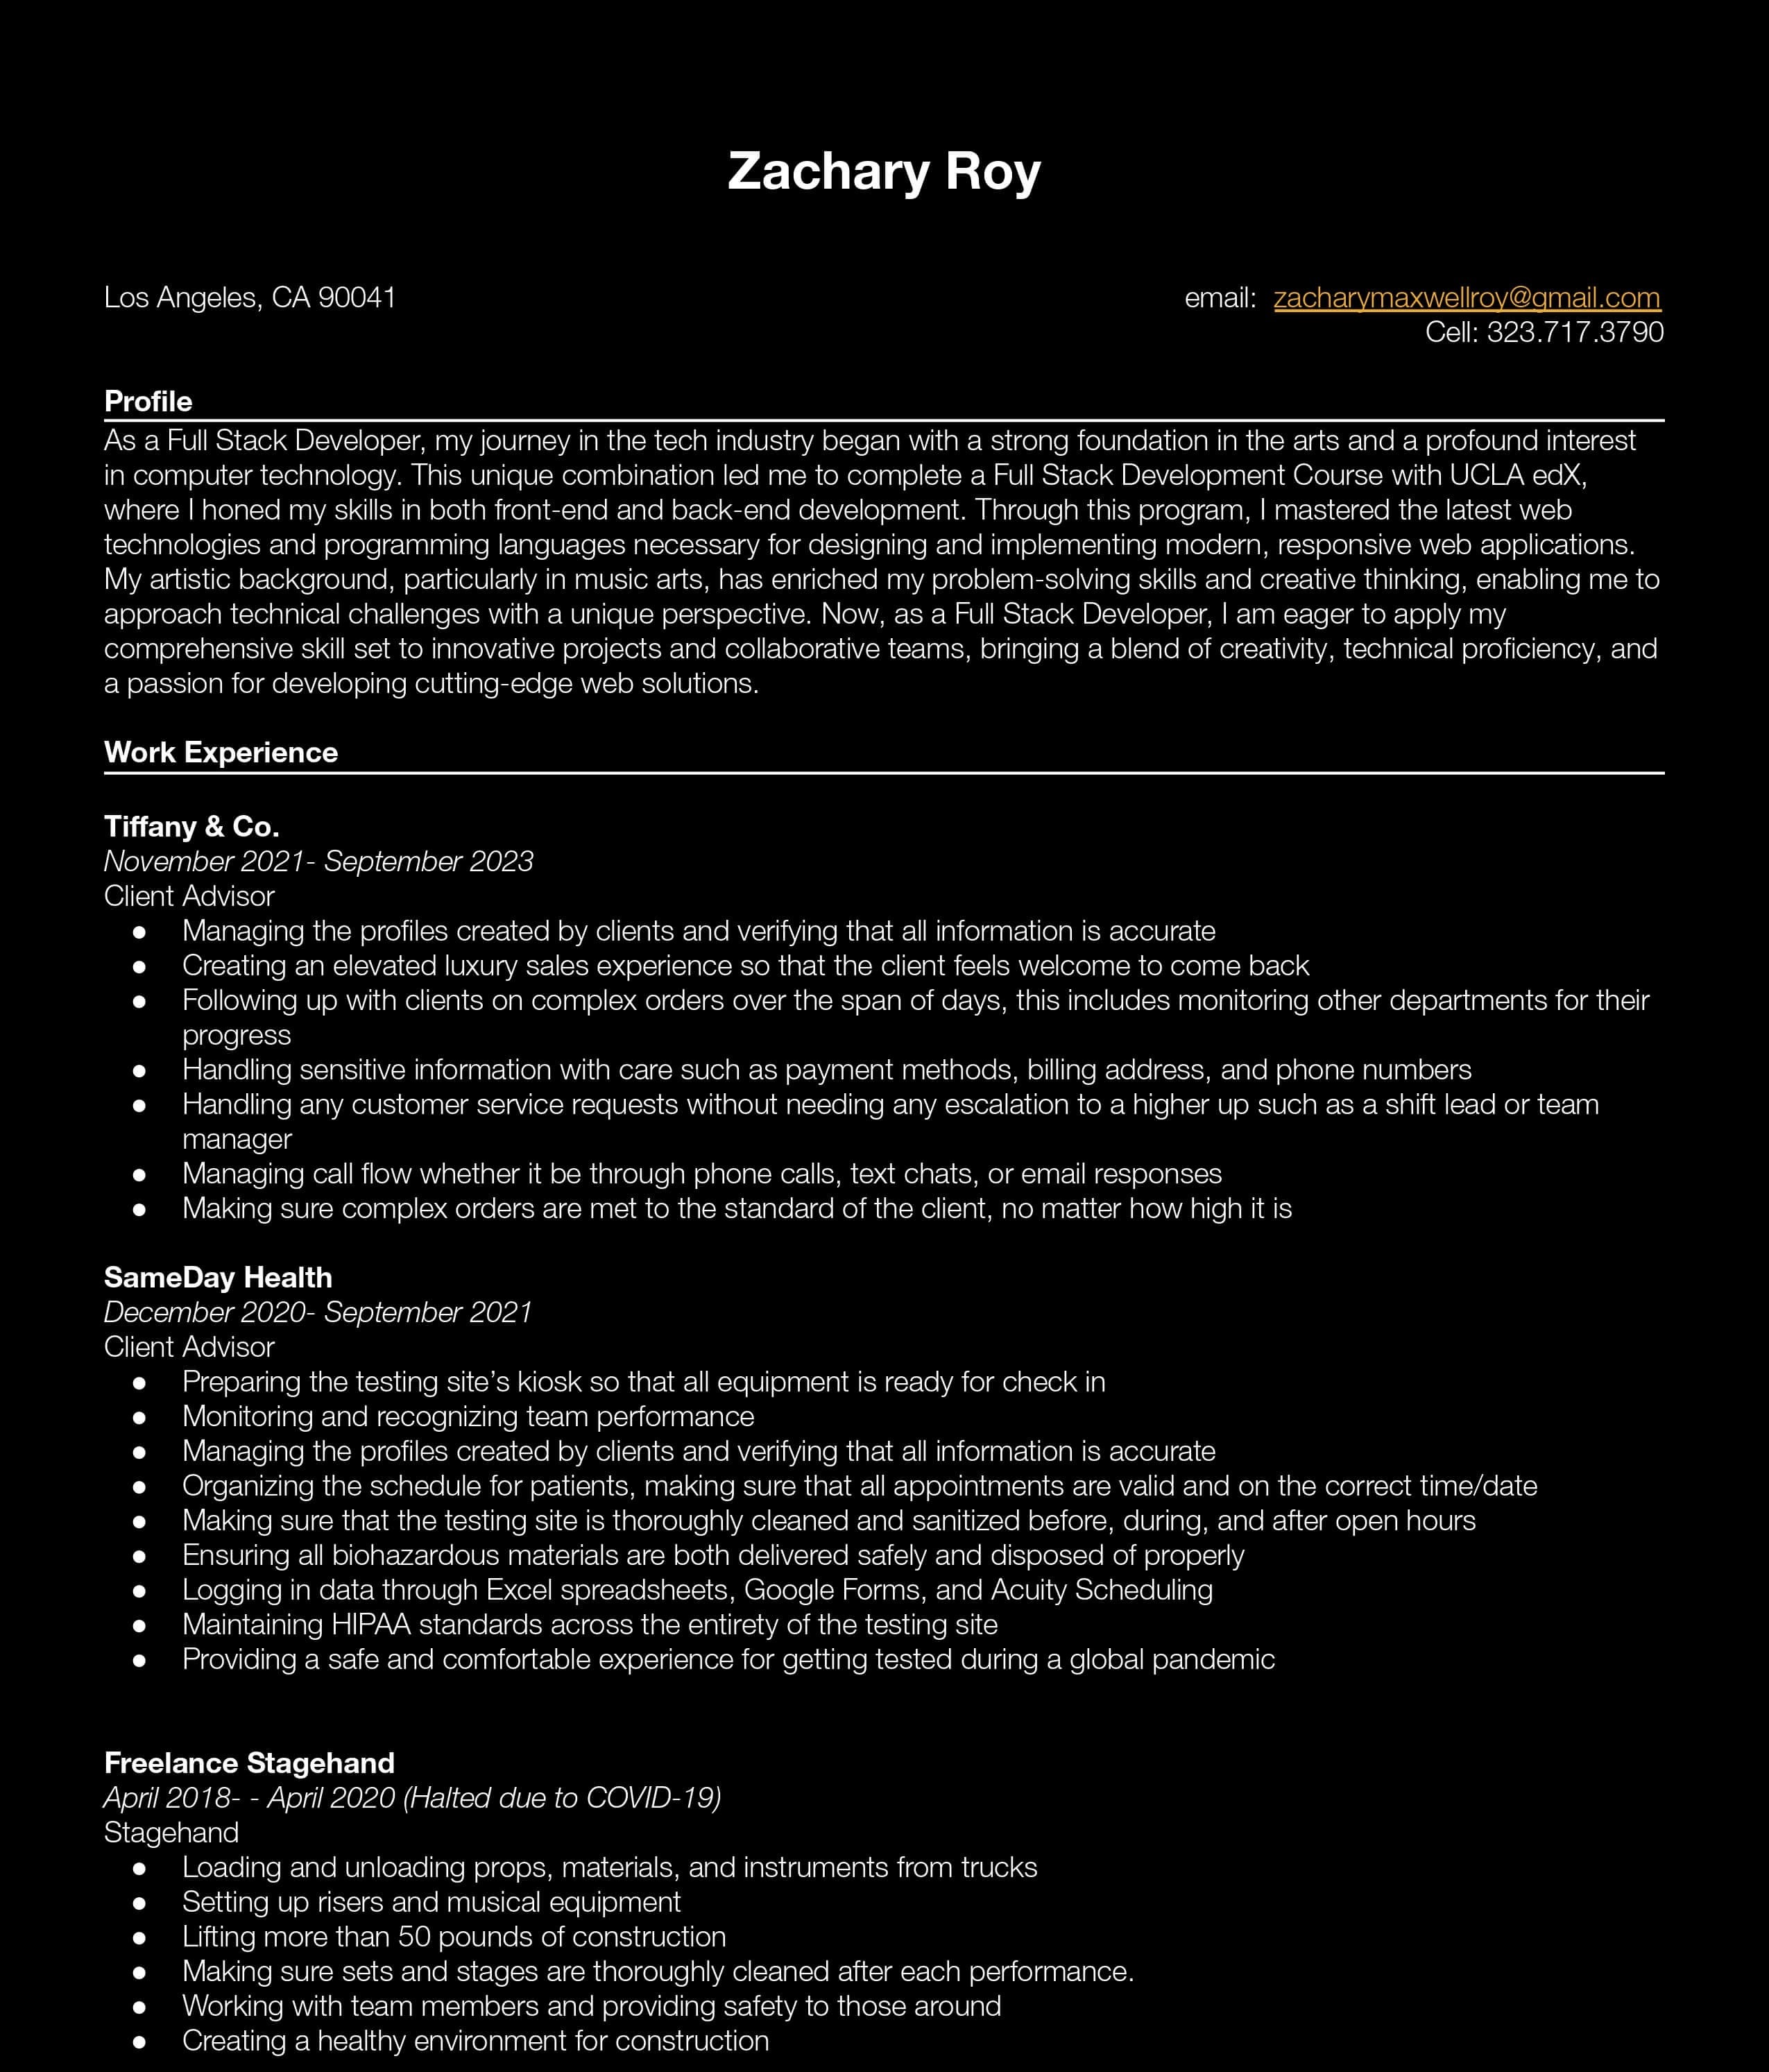 Zachary Roy
Los Angeles, CA 90041
email: zacharymaxwellroy@gmail.com
Cell: 323.717.3790
Profile
As a Full Stack Developer, my journey in the tech industry began with a strong foundation in the arts and a profound interest
in computer technology. This unique combination led me to complete a Full Stack Development Course with UCLA edX,
where I honed my skills in both front-end and back-end development. Through this program, I mastered the latest web
technologies and programming languages necessary for designing and implementing modern, responsive web applications.
My artistic background, particularly in music arts, has enriched my problem-solving skills and creative thinking, enabling me to
approach technical challenges with a unique perspective. Now, as a Full Stack Developer, I am eager to apply my
comprehensive skill set to innovative projects and collaborative teams, bringing a blend of creativity, technical proficiency, and
a passion for developing cutting-edge web solutions.
Work Experience
Tiffany & Co.
November 2021- September 2023
Client Advisor
● Managing the profiles created by clients and verifying that all information is accurate
● Creating an elevated luxury sales experience so that the client feels welcome to come back
● Following up with clients on complex orders over the span of days, this includes monitoring other departments for their
progress
● Handling sensitive information with care such as payment methods, billing address, and phone numbers
● Handling any customer service requests without needing any escalation to a higher up such as a shift lead or team
manager
● Managing call flow whether it be through phone calls, text chats, or email responses
● Making sure complex orders are met to the standard of the client, no matter how high it is
SameDay Health
December 2020- September 2021
Client Advisor
● Preparing the testing site’s kiosk so that all equipment is ready for check in
● Monitoring and recognizing team performance
● Managing the profiles created by clients and verifying that all information is accurate
● Organizing the schedule for patients, making sure that all appointments are valid and on the correct time/date
● Making sure that the testing site is thoroughly cleaned and sanitized before, during, and after open hours
● Ensuring all biohazardous materials are both delivered safely and disposed of properly
● Logging in data through Excel spreadsheets, Google Forms, and Acuity Scheduling
● Maintaining HIPAA standards across the entirety of the testing site
● Providing a safe and comfortable experience for getting tested during a global pandemic
Freelance Stagehand
April 2018- - April 2020 (Halted due to COVID-19)
Stagehand
● Loading and unloading props, materials, and instruments from trucks
● Setting up risers and musical equipment
● Lifting more than 50 pounds of construction
● Making sure sets and stages are thoroughly cleaned after each performance.
● Working with team members and providing safety to those around
● Creating a healthy environment for construction